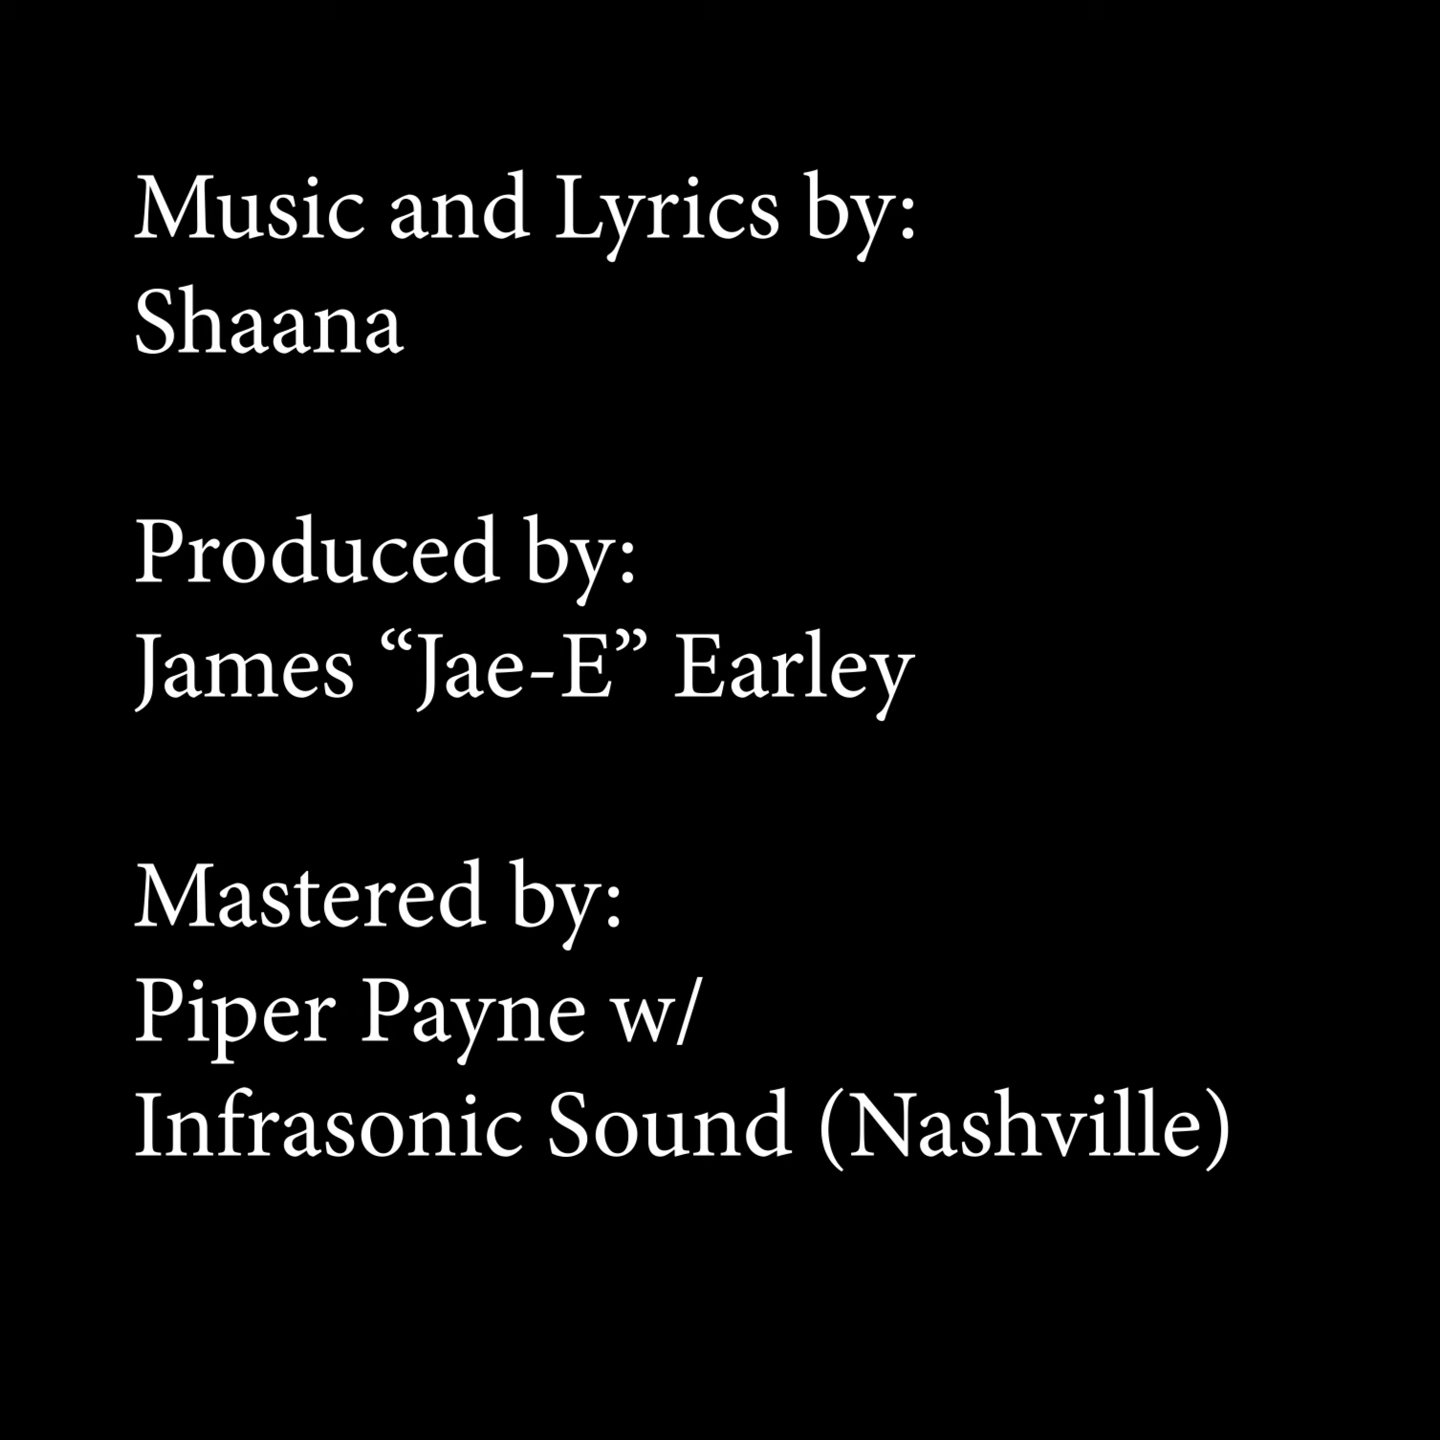 Music and Lyrics by:
Shaana
Produced by:
James “Jae-E” Earley
Mastered by:
Piper Payne w/
Infrasonic Sound (Nashville)